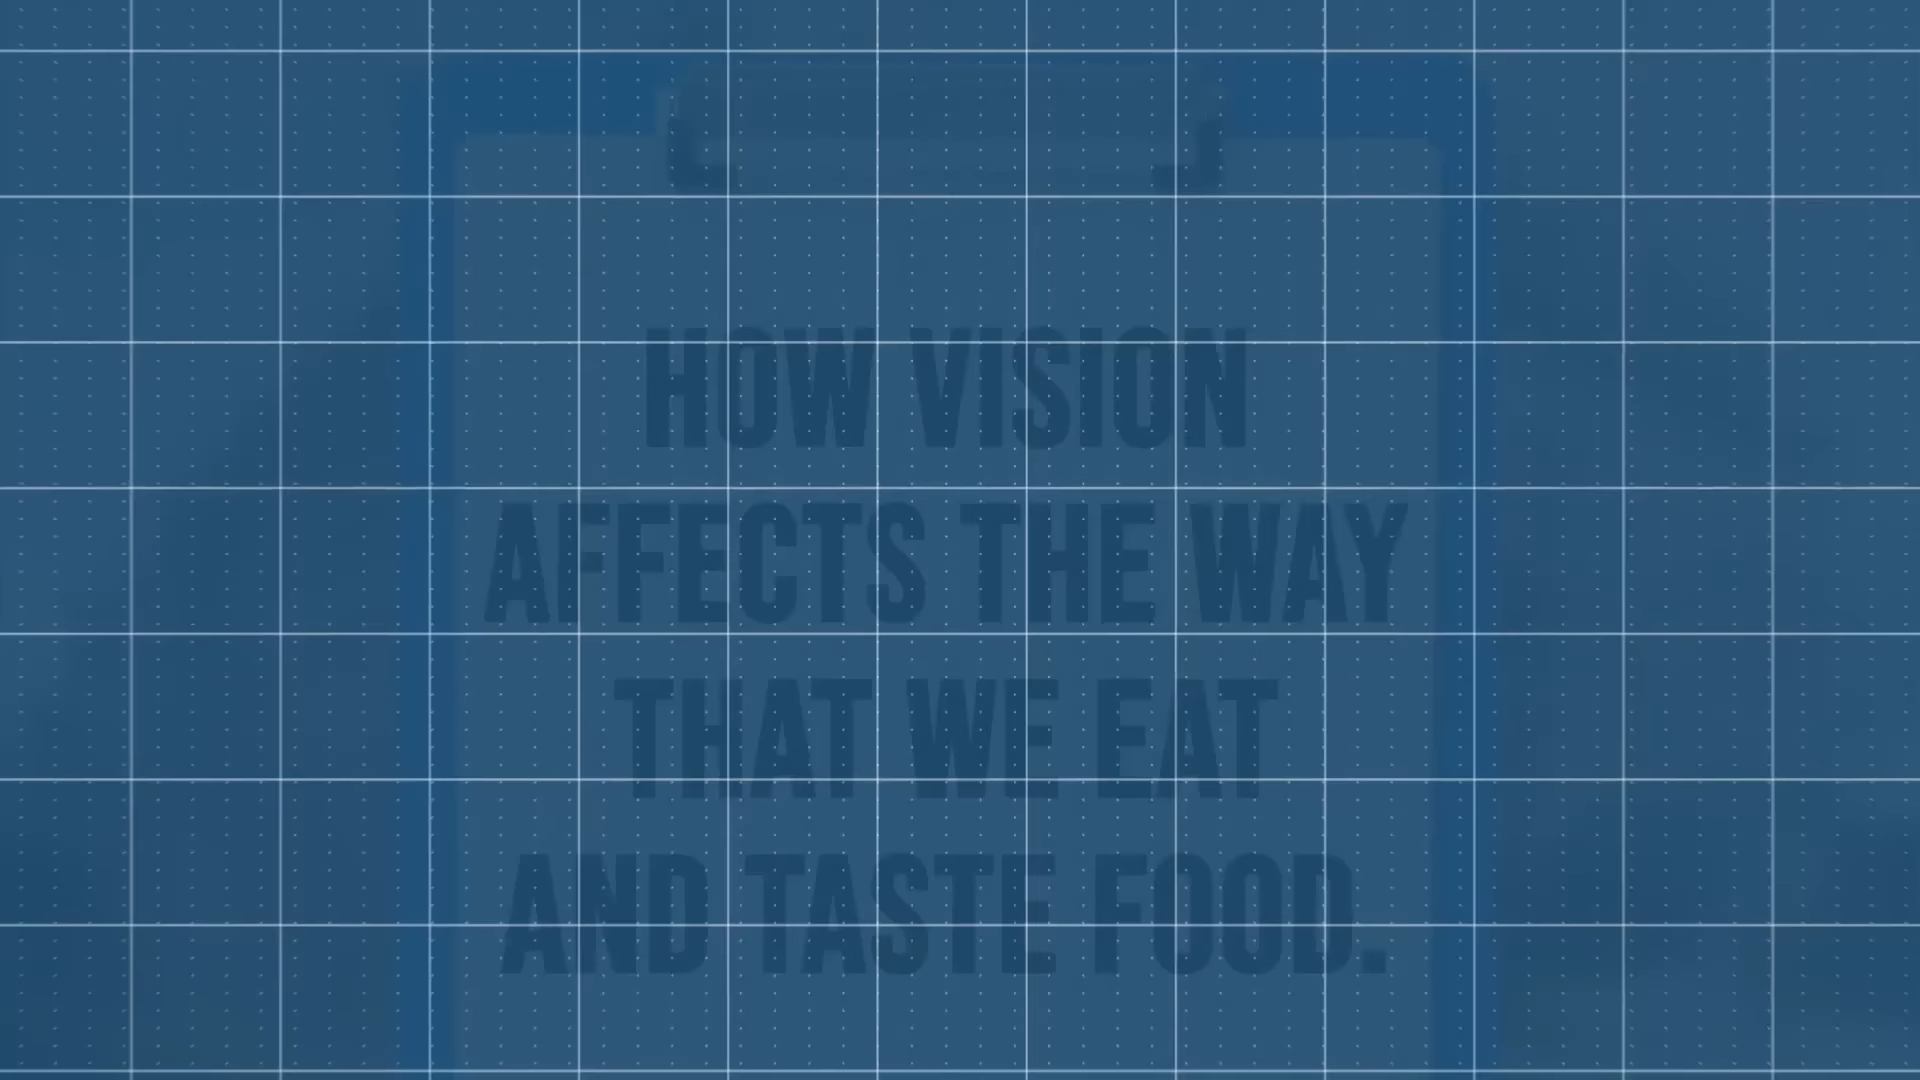 HOW VISION
AFFECTS THE WAY
THAT WE EAT
AND TASTE FOOD.